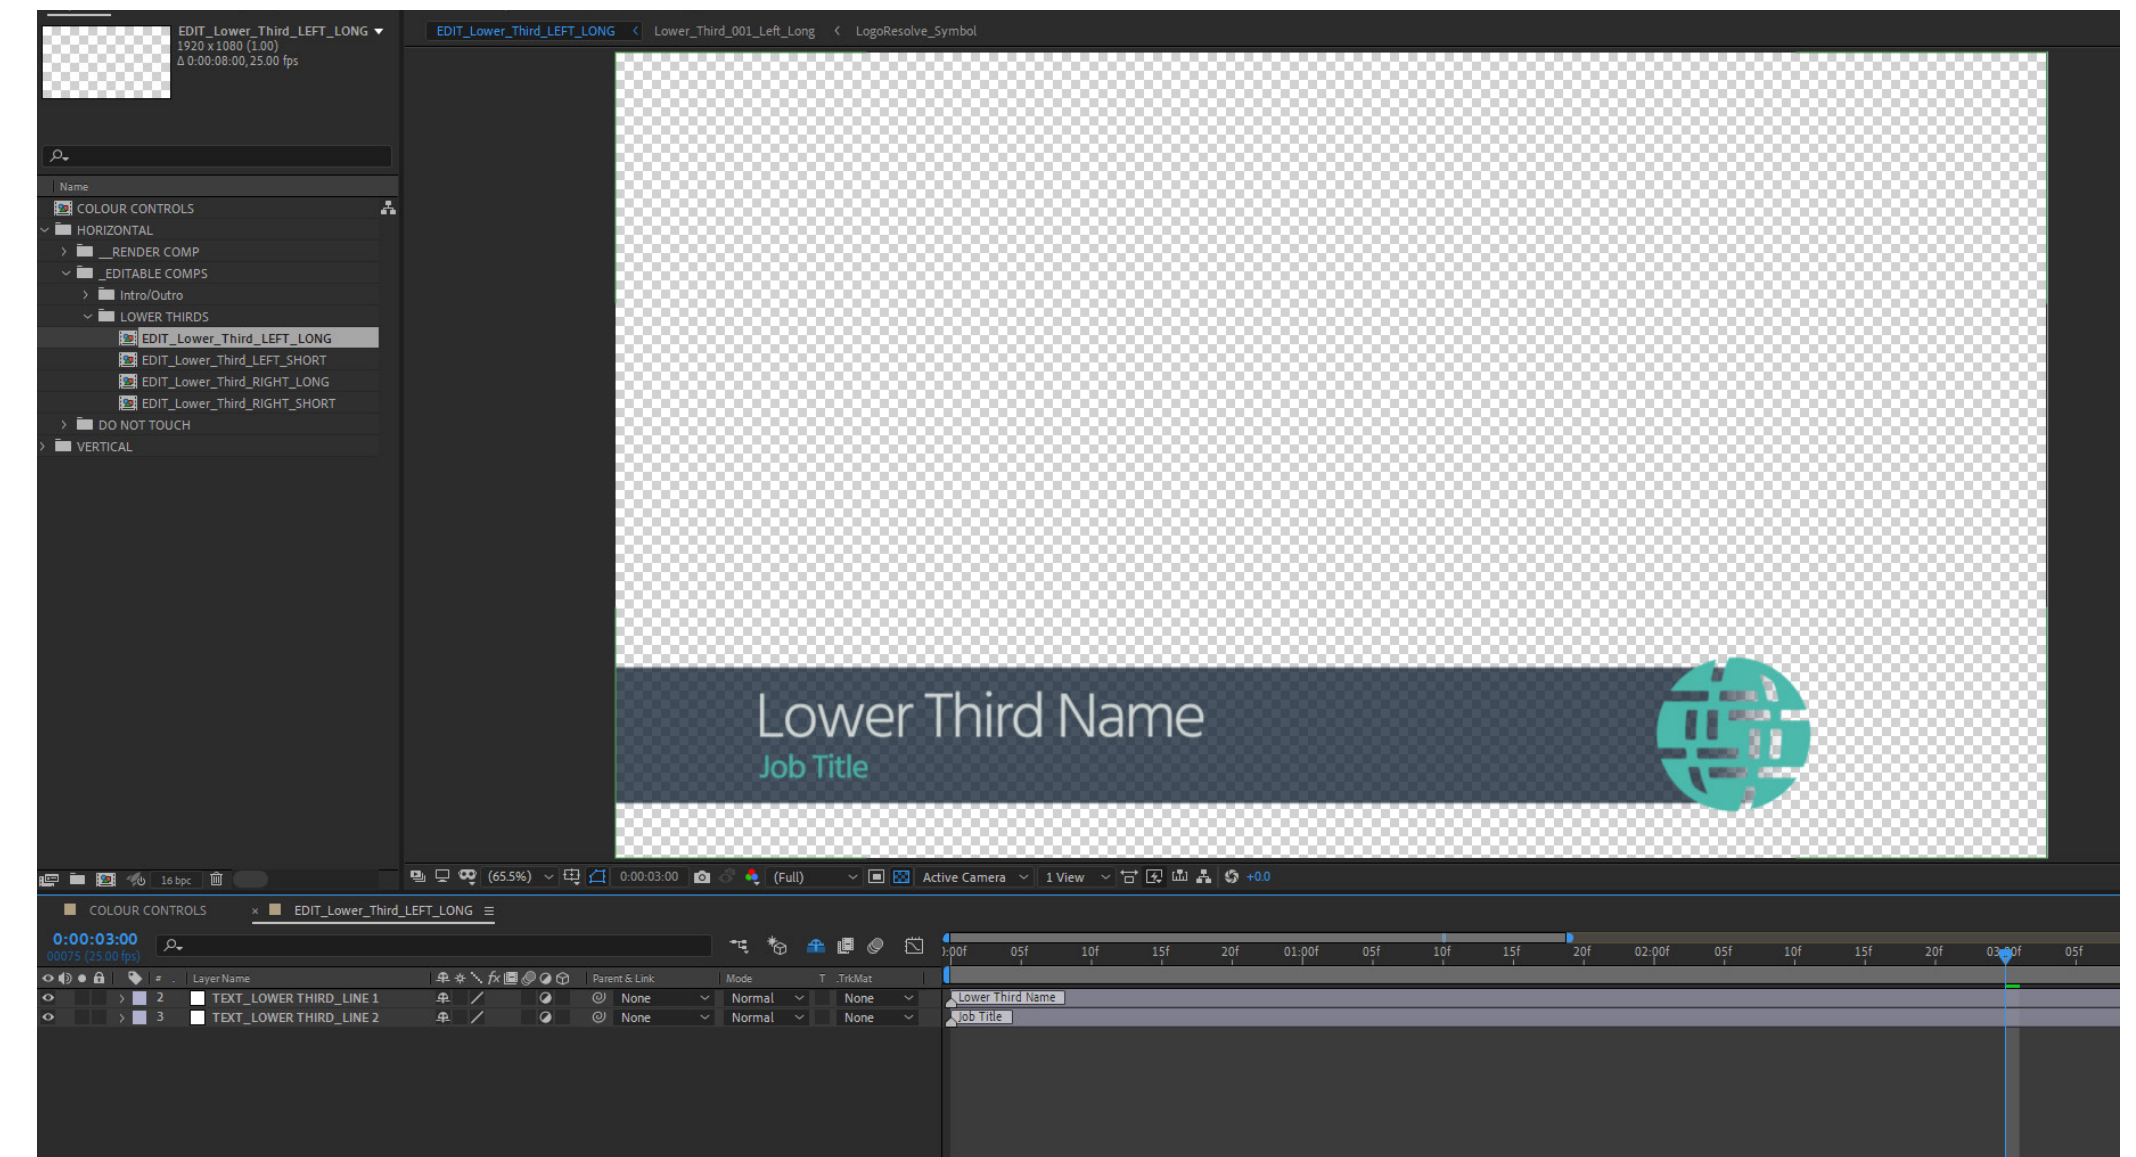 EDIT_Lower_Third_LEFT_LONG
1920 x 1080 (1.00)
Δ 0:00:08:00, 25.00 fps
EDIT_Lower_Third_LEFT_LONG Lower_Third_001_Left_Long LogoResolve_Symbol
Name
COLOUR CONTROLS
HORIZONTAL
__RENDER COMP
_EDITABLE COMPS
Intro/Outro
LOWER THIRDS
EDIT_Lower_Third_LEFT_LONG
EDIT_Lower_Third_LEFT_SHORT
EDIT_Lower_Third_RIGHT_LONG
EDIT_Lower_Third_RIGHT_SHORT
DO NOT TOUCH
VERTICAL
Lower Third Name
Job Title
16 bpc
(65.5%) 0:00:03:00 (Full) Active Camera 1 View +0.0
COLOUR CONTROLS × EDIT_Lower_Third_LEFT_LONG
0:00:03:00
00075 (25.00 fps)
):00f 05f 10f 15f 20f 01:00f 05f 10f 15f 20f 02:00f 05f 10f 15f 20f 03:00f 05f
# . Layer Name Parent & Link Mode T .TrkMat
2 TEXT_LOWER THIRD_LINE 1 None Normal None Lower Third Name
3 TEXT_LOWER THIRD_LINE 2 None Normal None Job Title